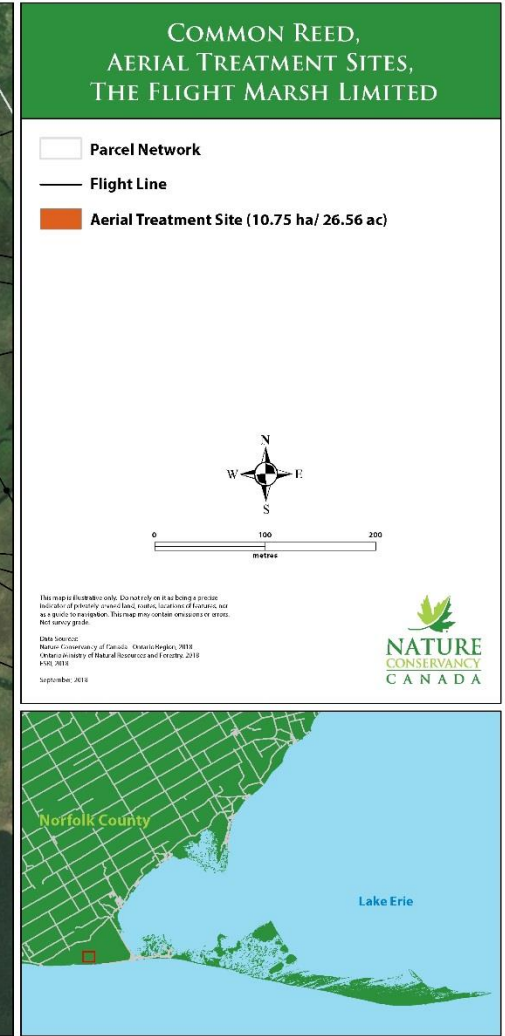 COMMON REED,
AERIAL TREATMENT SITES,
THE FLIGHT MARSH LIMITED
Parcel Network
Flight Line
Aerial Treatment Site (10.75 ha/ 26.56 ac)
N
W E
S
0 100 200
metres
This map is illustrative only. Do not rely on it as being a precise
indicator of privately owned land, routes, locations of features, nor
as a guide to navigation. This map may contain omissions or errors.
Not survey grade.
Data Sources:
Nature Conservancy of Canada - Ontario Region, 2018
Ontario Ministry of Natural Resources and Forestry, 2018
ESRI, 2018
September, 2018
NATURE
CONSERVANCY
CANADA
Norfolk County
Lake Erie